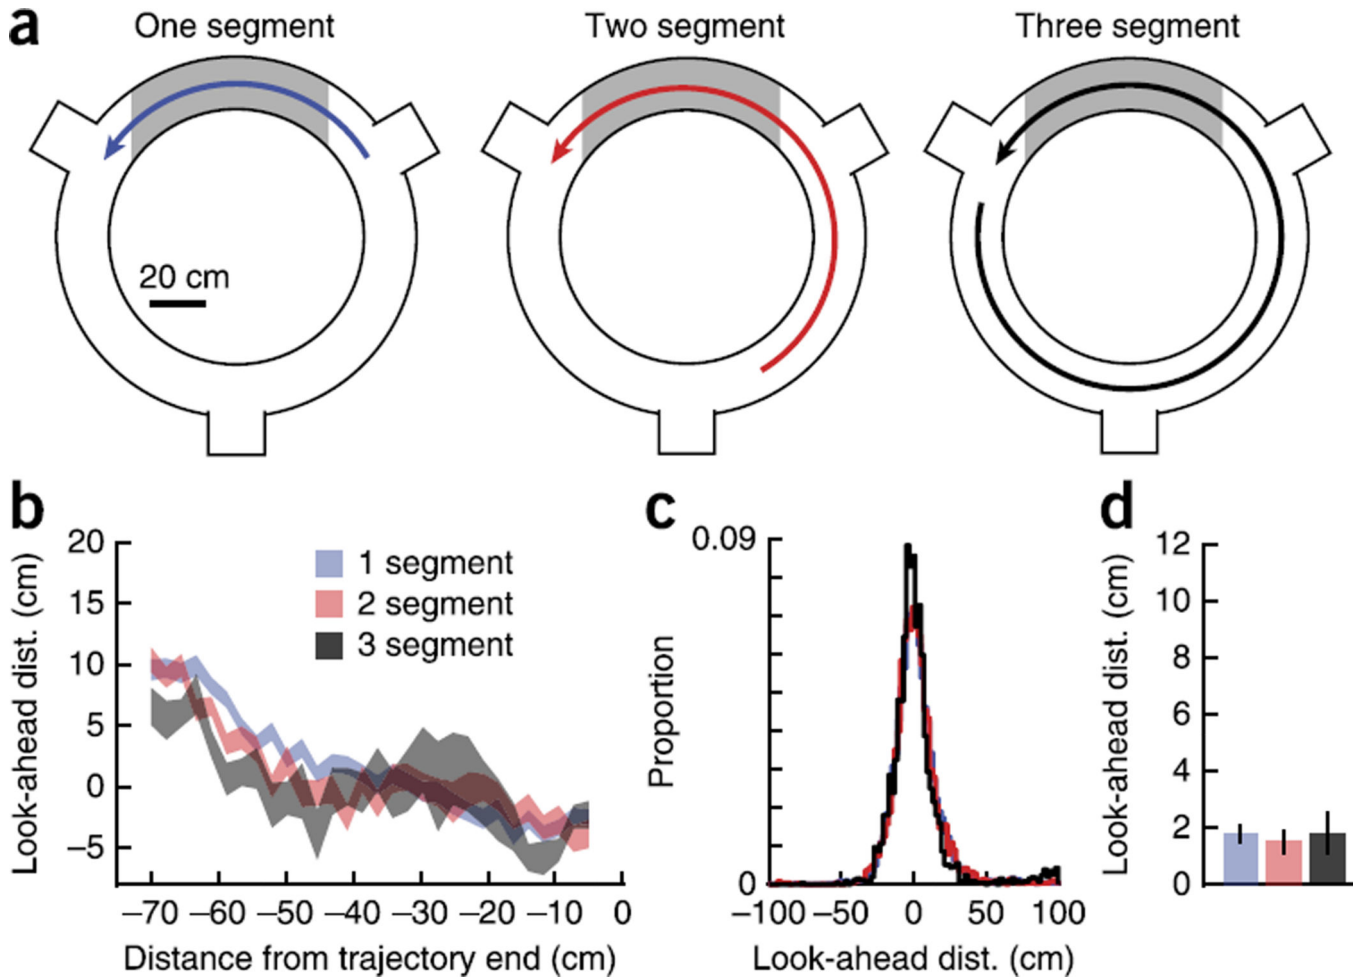 a
One segment
Two segment
Three segment
20 cm
b
Look-ahead dist. (cm)
20
15
10
5
0
–5
1 segment
2 segment
3 segment
–70 –60 –50 –40 –30 –20 –10 0
Distance from trajectory end (cm)
c
Proportion
0.09
0
–100 –50 0 50 100
Look-ahead dist. (cm)
d
Look-ahead dist. (cm)
12
10
8
6
4
2
0